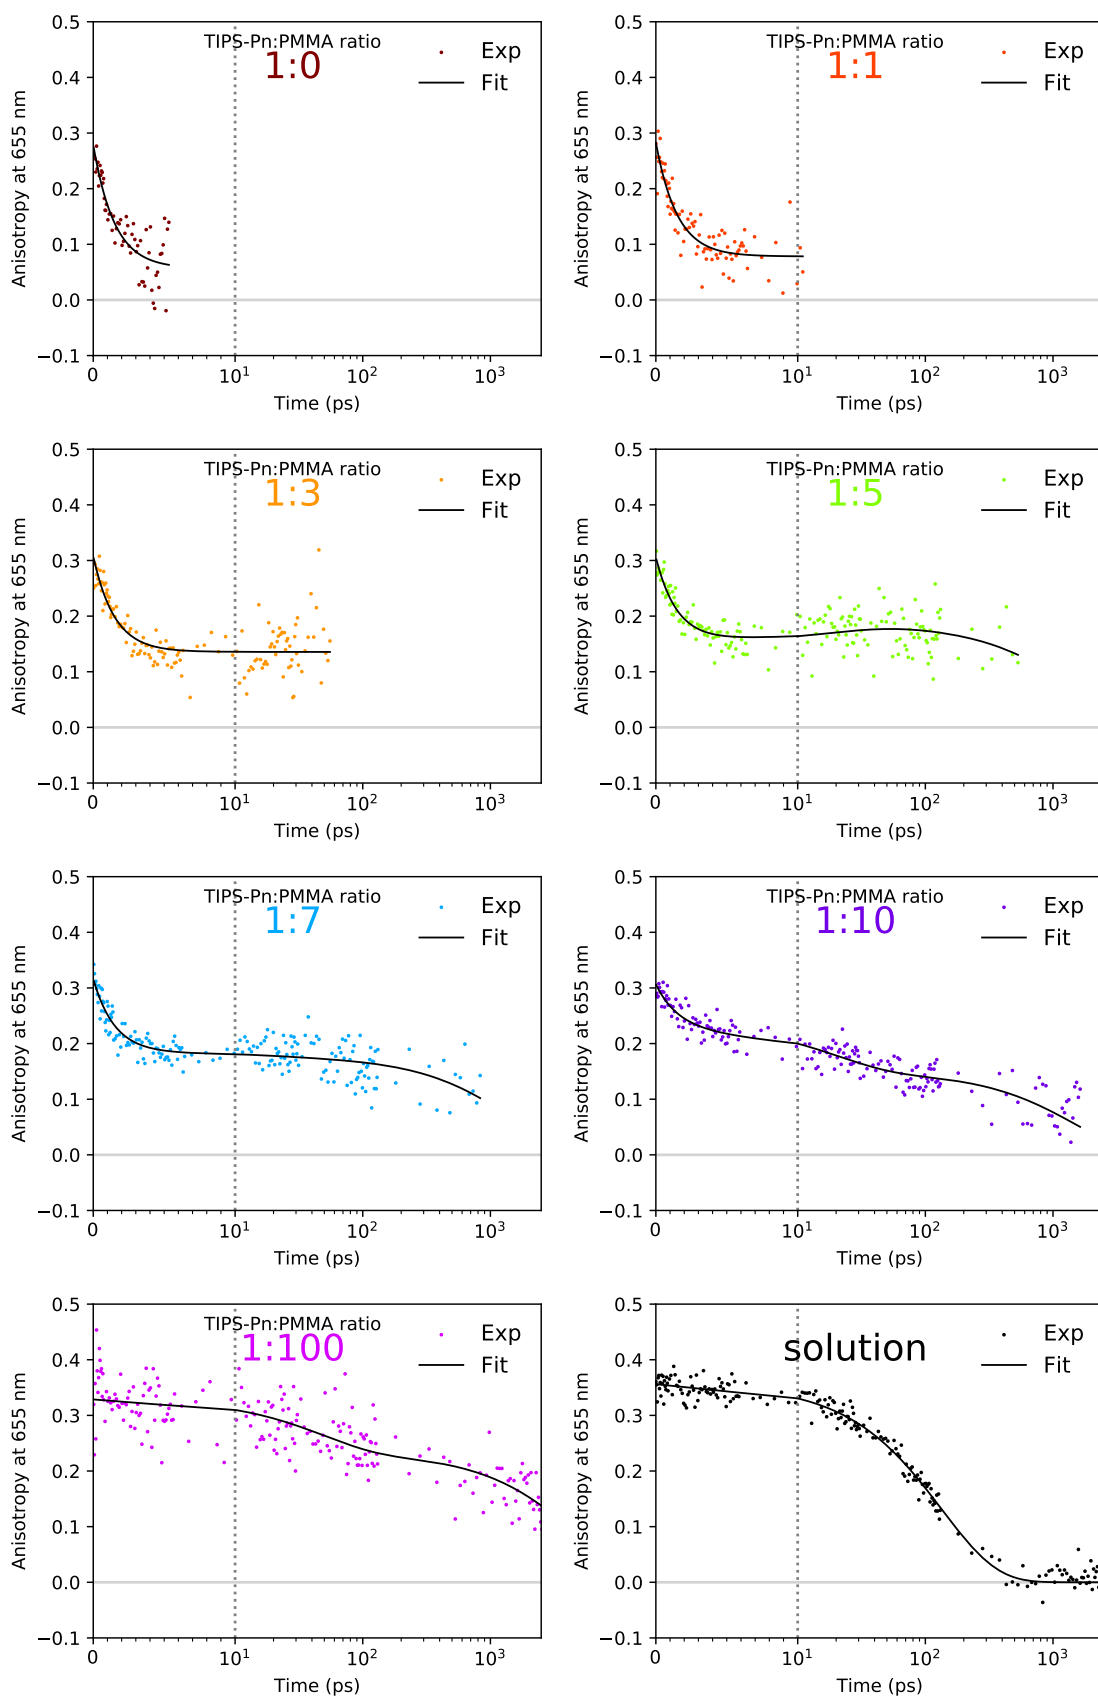 0.5
0.4
0.3
0.2
0.1
0.0
−0.1
Anisotropy at 655 nm
TIPS-Pn:PMMA ratio
1:0
Exp
Fit
0
10¹
10²
10³
Time (ps)
0.5
0.4
0.3
0.2
0.1
0.0
−0.1
Anisotropy at 655 nm
TIPS-Pn:PMMA ratio
1:1
Exp
Fit
0
10¹
10²
10³
Time (ps)
0.5
0.4
0.3
0.2
0.1
0.0
−0.1
Anisotropy at 655 nm
TIPS-Pn:PMMA ratio
1:3
Exp
Fit
0
10¹
10²
10³
Time (ps)
0.5
0.4
0.3
0.2
0.1
0.0
−0.1
Anisotropy at 655 nm
TIPS-Pn:PMMA ratio
1:5
Exp
Fit
0
10¹
10²
10³
Time (ps)
0.5
0.4
0.3
0.2
0.1
0.0
−0.1
Anisotropy at 655 nm
TIPS-Pn:PMMA ratio
1:7
Exp
Fit
0
10¹
10²
10³
Time (ps)
0.5
0.4
0.3
0.2
0.1
0.0
−0.1
Anisotropy at 655 nm
TIPS-Pn:PMMA ratio
1:10
Exp
Fit
0
10¹
10²
10³
Time (ps)
0.5
0.4
0.3
0.2
0.1
0.0
−0.1
Anisotropy at 655 nm
TIPS-Pn:PMMA ratio
1:100
Exp
Fit
0
10¹
10²
10³
Time (ps)
0.5
0.4
0.3
0.2
0.1
0.0
−0.1
Anisotropy at 655 nm
solution
Exp
Fit
0
10¹
10²
10³
Time (ps)